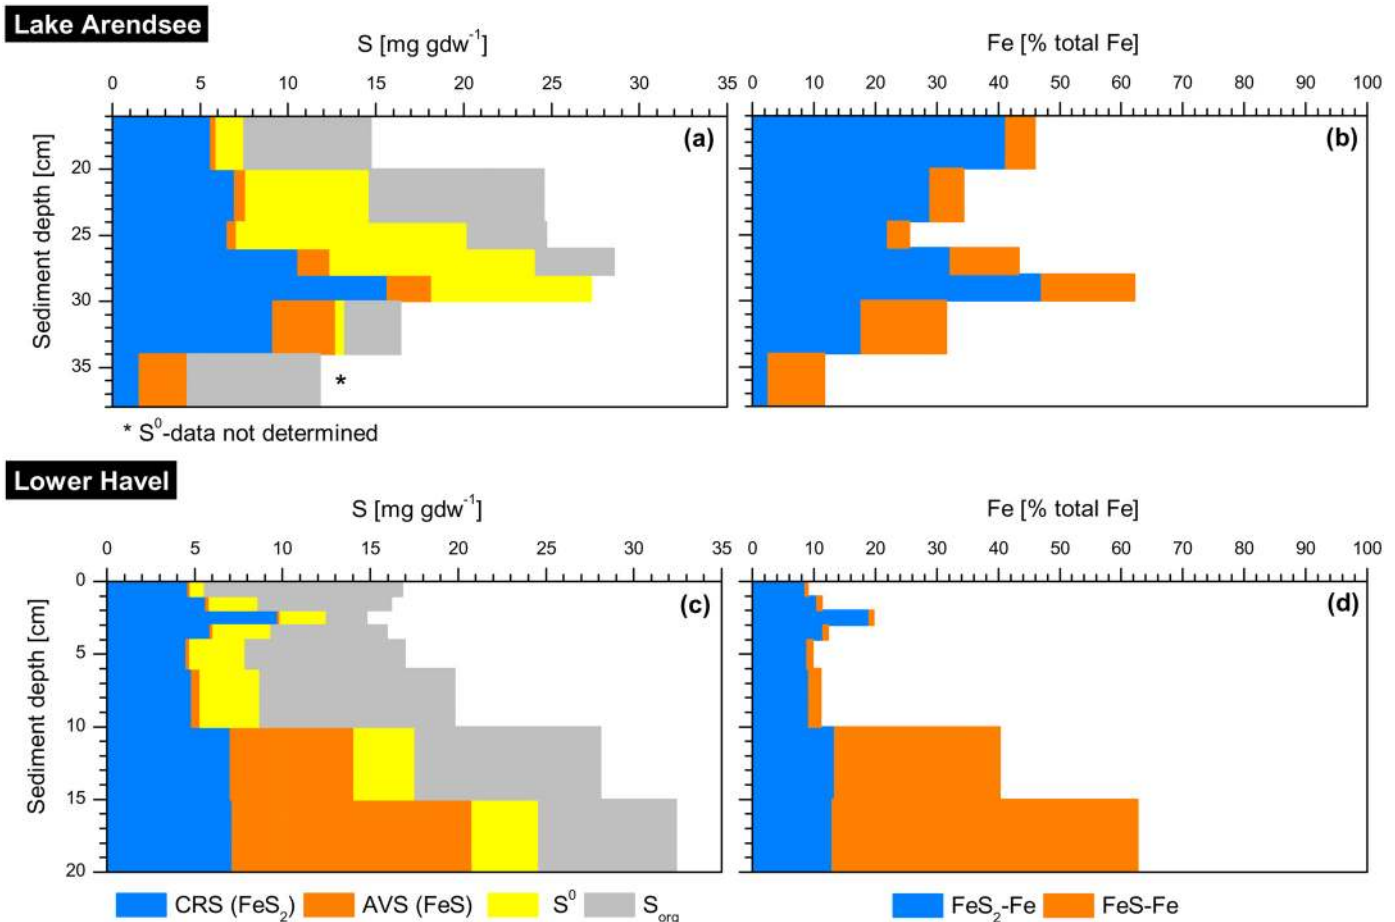 Lake Arendsee
S [mg gdw⁻¹]
Fe [% total Fe]
0 5 10 15 20 25 30 35
0 10 20 30 40 50 60 70 80 90 100
(a)
(b)
Sediment depth [cm]
20
25
30
35
*
* S⁰-data not determined
Lower Havel
S [mg gdw⁻¹]
Fe [% total Fe]
0 5 10 15 20 25 30 35
0 10 20 30 40 50 60 70 80 90 100
(c)
(d)
Sediment depth [cm]
0
5
10
15
20
CRS (FeS₂) AVS (FeS) S⁰ S_org
FeS₂-Fe FeS-Fe